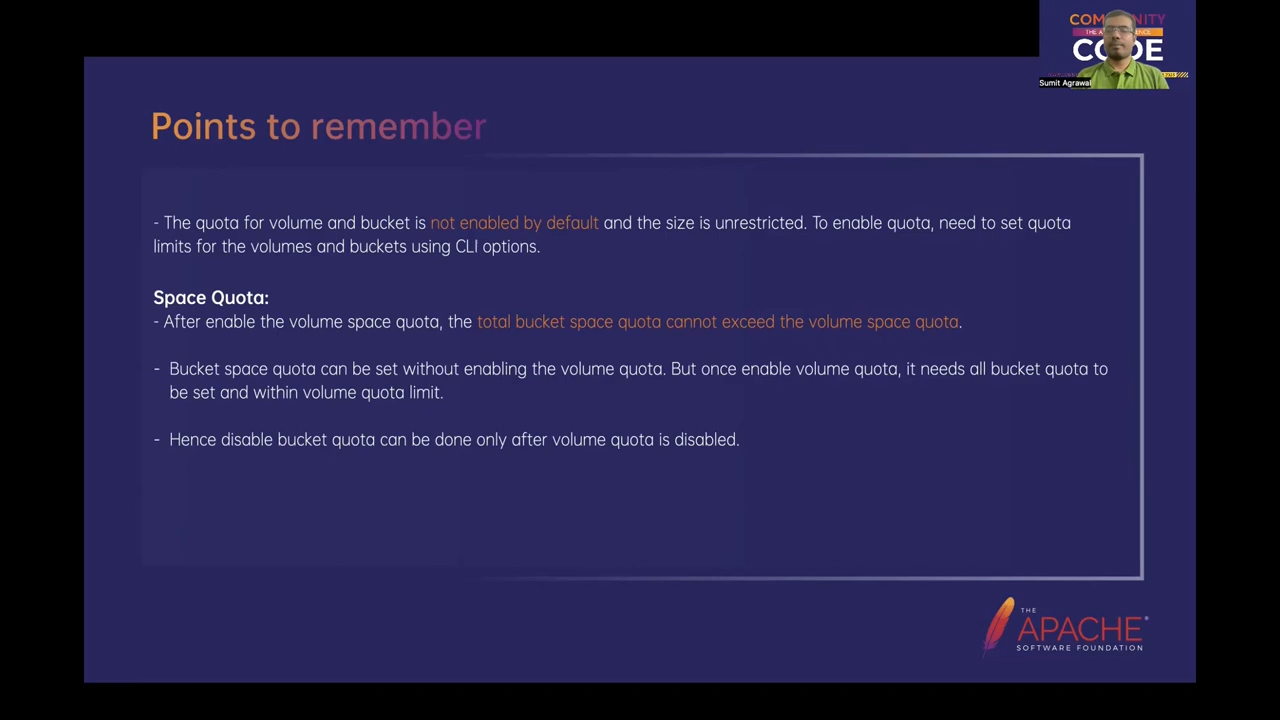 COMMUNITY
CODE
Sumit Agrawal
Points to remember
- The quota for volume and bucket is not enabled by default and the size is unrestricted. To enable quota, need to set quota
limits for the volumes and buckets using CLI options.
Space Quota:
- After enable the volume space quota, the total bucket space quota cannot exceed the volume space quota.
- Bucket space quota can be set without enabling the volume quota. But once enable volume quota, it needs all bucket quota to
be set and within volume quota limit.
- Hence disable bucket quota can be done only after volume quota is disabled.
THE
APACHE®
SOFTWARE FOUNDATION